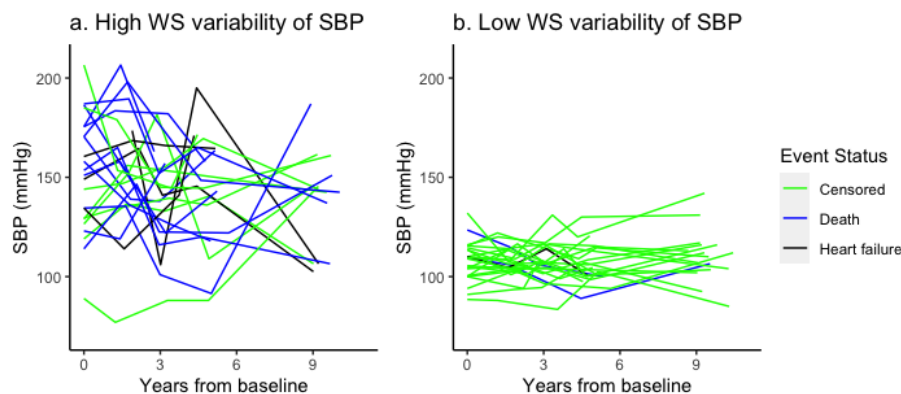 a. High WS variability of SBP
b. Low WS variability of SBP
200
150
100
SBP (mmHg)
0 3 6 9
Years from baseline
200
150
100
SBP (mmHg)
0 3 6 9
Years from baseline
Event Status
Censored
Death
Heart failure